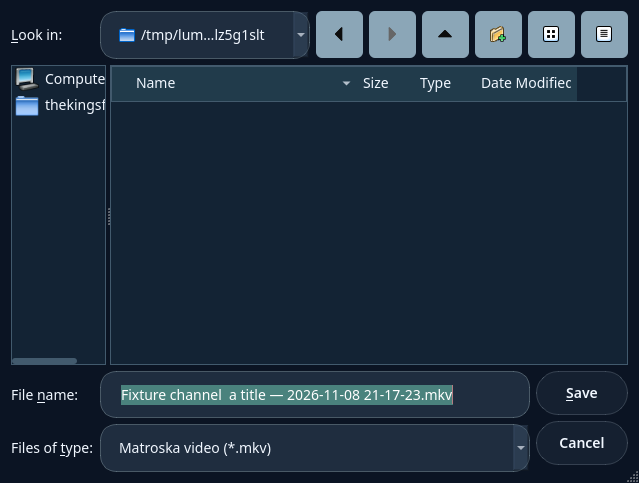 Look in:
/tmp/lum...lz5g1slt
Compute
thekingsf
Name
Size
Type
Date Modified
File name:
Fixture channel  a title — 2026-11-08 21-17-23.mkv
Save
Files of type:
Matroska video (*.mkv)
Cancel